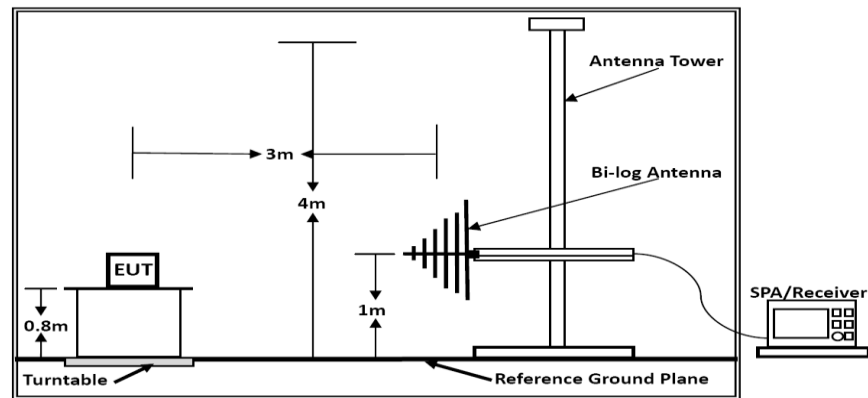 Antenna Tower
3m
Bi-log Antenna
4m
EUT
SPA/Receiver
0.8m
1m
Turntable
Reference Ground Plane